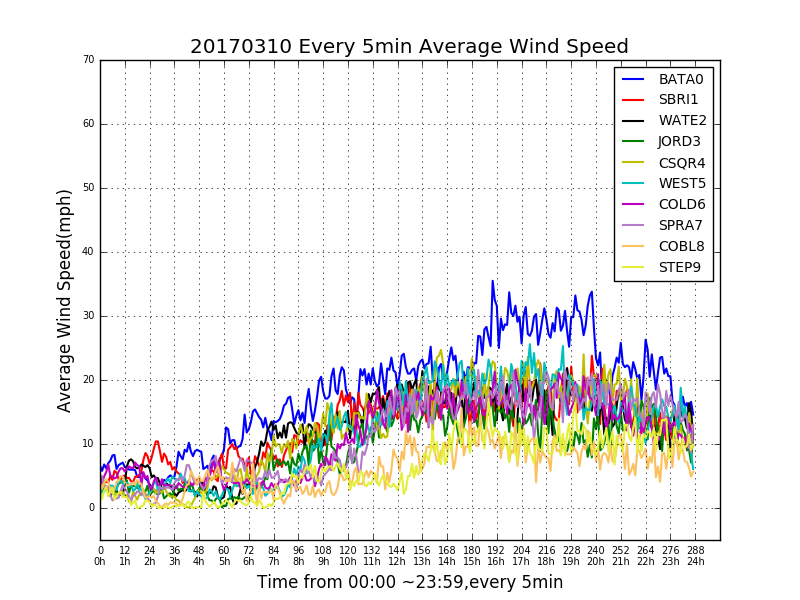 20170310 Every 5min Average Wind Speed
70
60
50
40
30
20
10
0
Average Wind Speed(mph)
BATA0
SBRI1
WATE2
JORD3
CSQR4
WEST5
COLD6
SPRA7
COBL8
STEP9
0 12 24 36 48 60 72 84 96 108 120 132 144 156 168 180 192 204 216 228 240 252 264 276 288
0h 1h 2h 3h 4h 5h 6h 7h 8h 9h 10h 11h 12h 13h 14h 15h 16h 17h 18h 19h 20h 21h 22h 23h 24h
Time from 00:00 ~23:59,every 5min